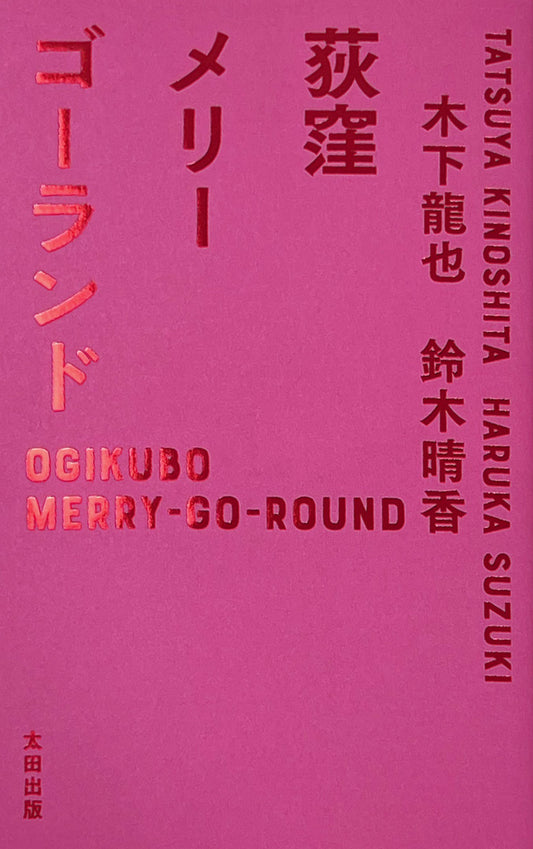 TATSUYA KINOSHITA HARUKA SUZUKI
木下龍也 鈴木晴香
荻窪
メリー
ゴーランド
OGIKUBO
MERRY-GO-ROUND
太田出版